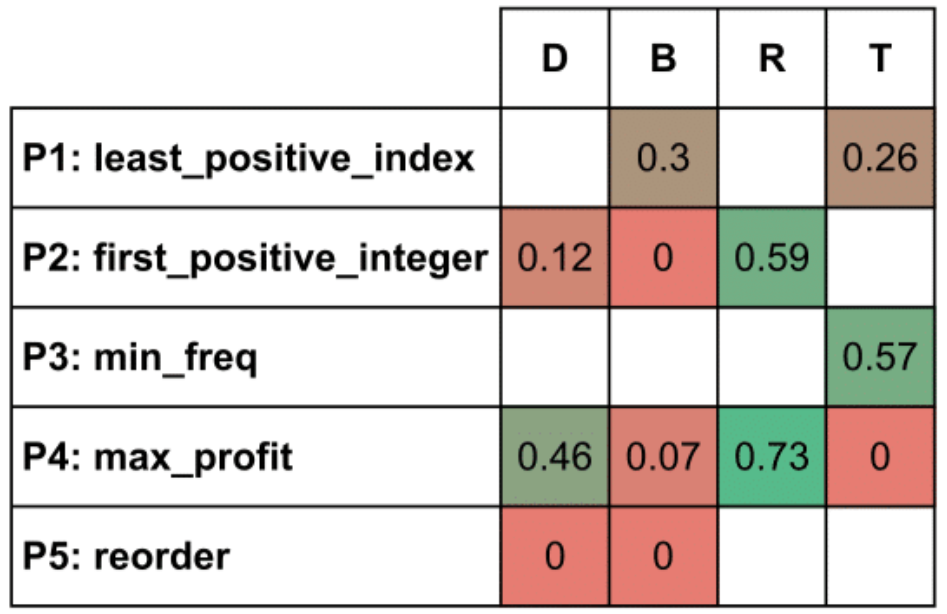 D B R T
P1: least_positive_index 0.3 0.26
P2: first_positive_integer 0.12 0 0.59
P3: min_freq 0.57
P4: max_profit 0.46 0.07 0.73 0
P5: reorder 0 0